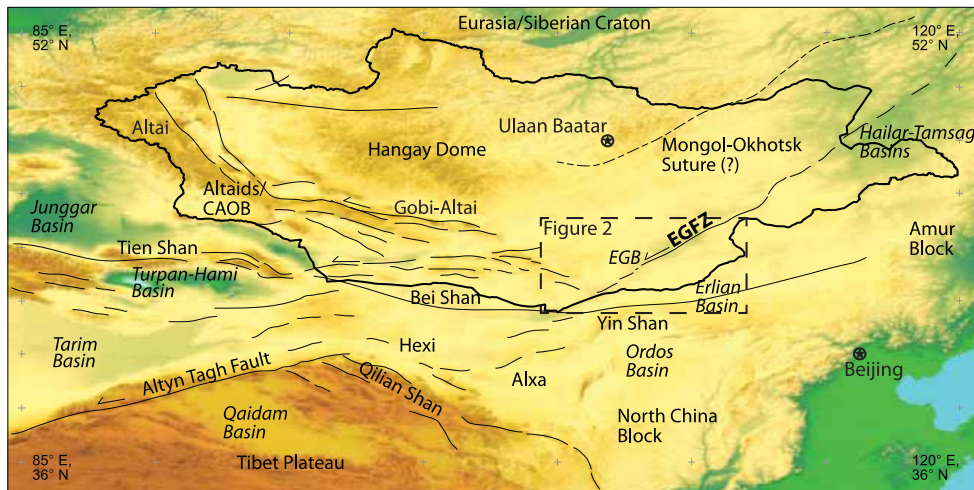 Eurasia/Siberian Craton
85° E,
52° N
120° E,
52° N
Altai
Ulaan Baatar
Hangay Dome
Mongol-Okhotsk
Suture (?)
Hailar-Tamsag
Basins
Altaids/
CAOB
Junggar
Basin
Gobi-Altai
Figure 2
EGFZ
EGB
Amur
Block
Tien Shan
Turpan-Hami
Basin
Bei Shan
Erlian
Basin
Yin Shan
Tarim
Basin
Hexi
Ordos
Basin
Altyn Tagh Fault
Qilian Shan
Alxa
Beijing
Qaidam
Basin
North China
Block
Tibet Plateau
85° E,
36° N
120° E,
36° N